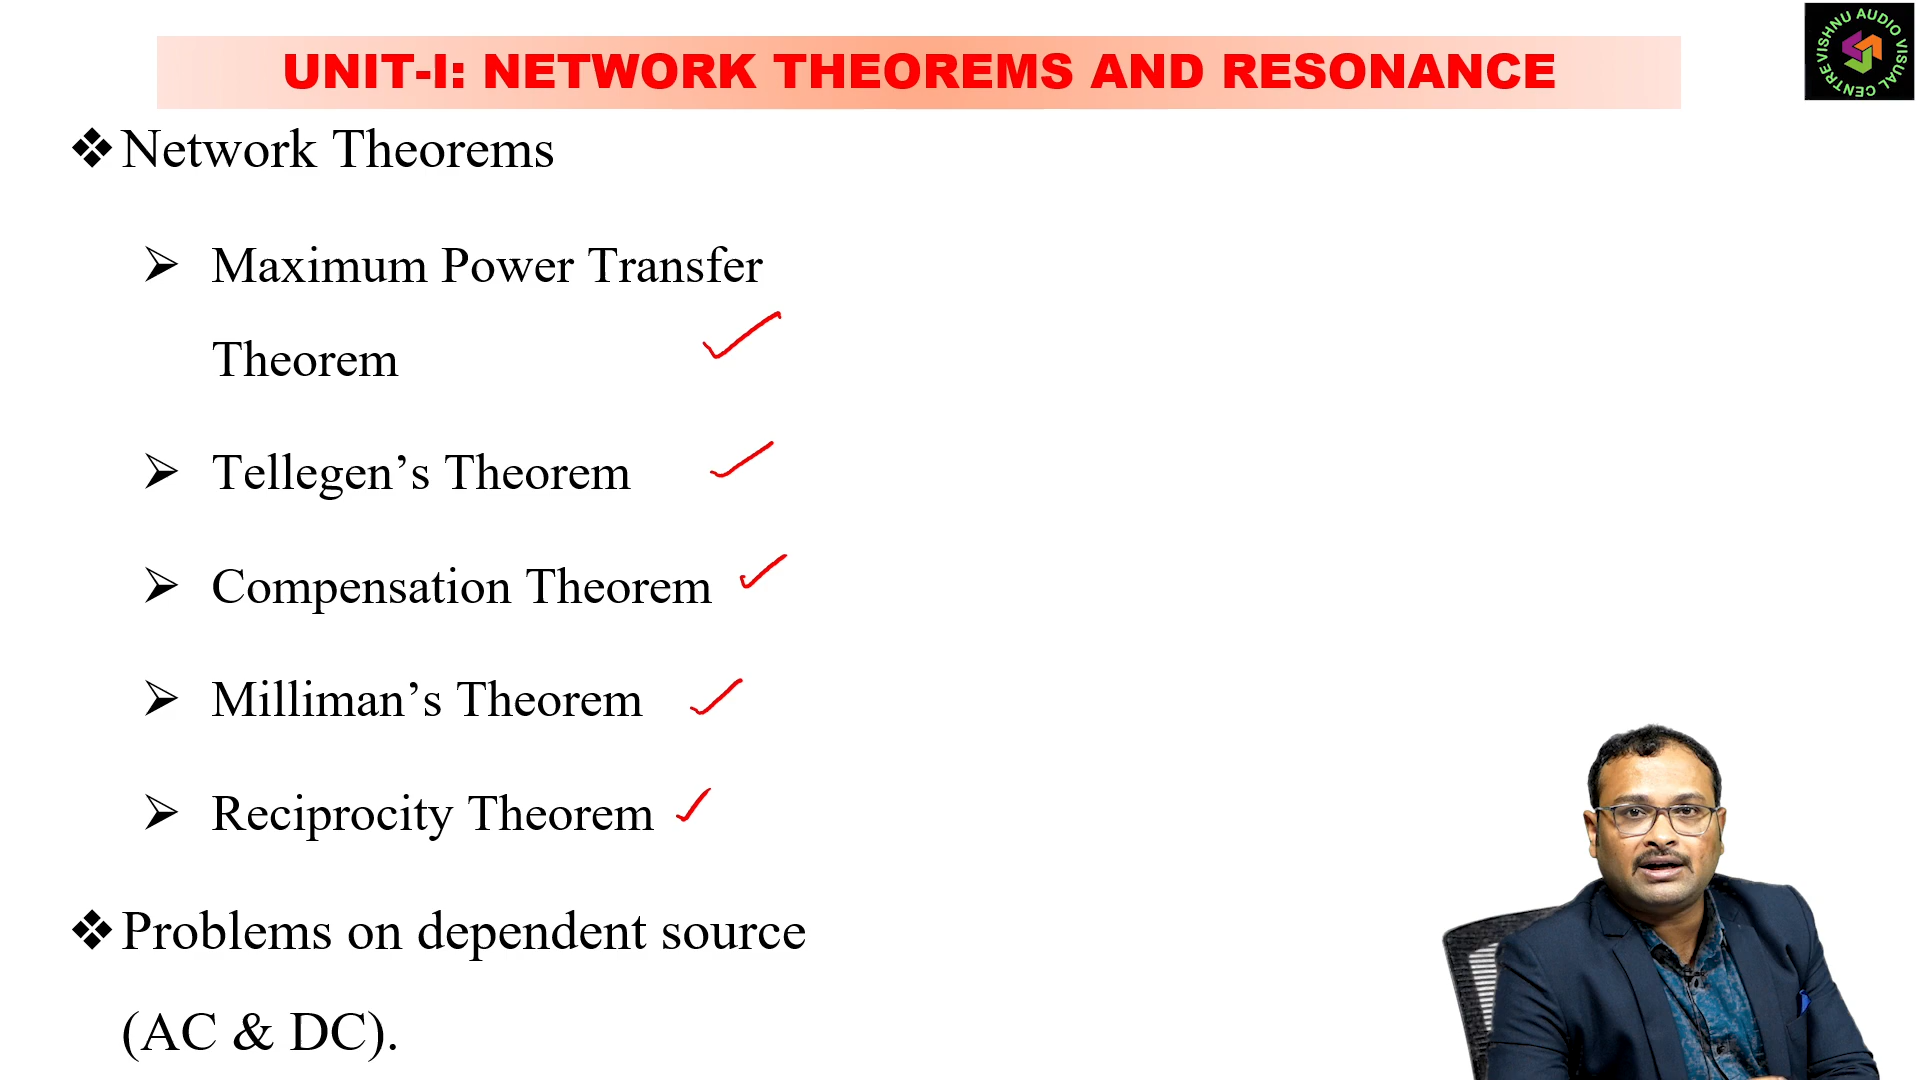 UNIT-I: NETWORK THEOREMS AND RESONANCE
VISHNU AUDIO VISUAL CENTRE
Network Theorems
Maximum Power Transfer
Theorem
Tellegen’s Theorem
Compensation Theorem
Milliman’s Theorem
Reciprocity Theorem
Problems on dependent source
(AC & DC).